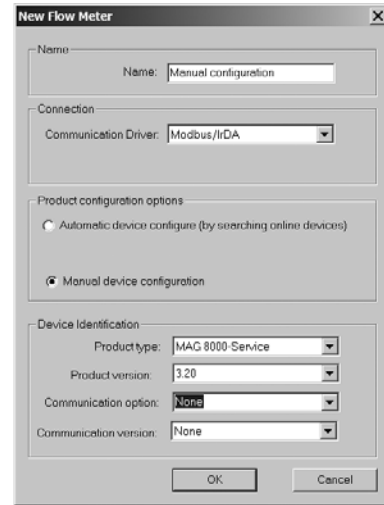 New Flow Meter
Name
Name: Manual configuration
Connection
Communication Driver: Modbus/IrDA
Product configuration options
Automatic device configure (by searching online devices)
Manual device configuration
Device Identification
Product type: MAG 8000-Service
Product version: 3.20
Communication option: None
Communication version: None
OK Cancel